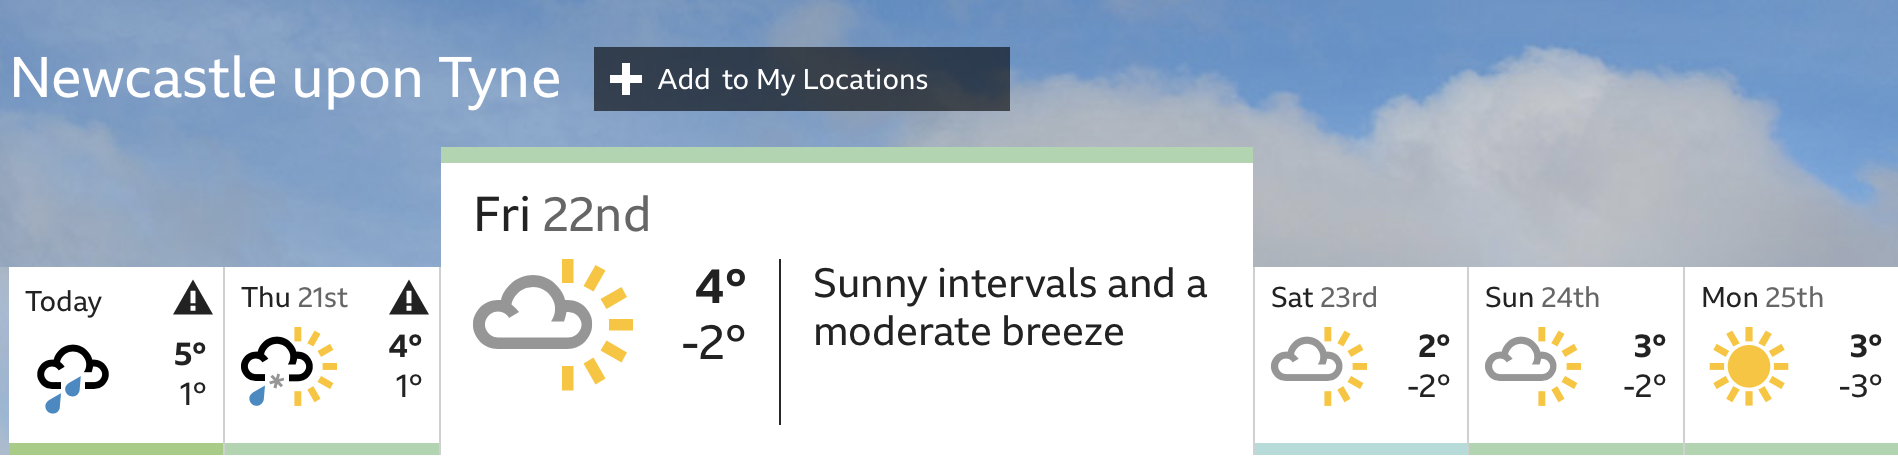 Newcastle upon Tyne
Add to My Locations
Today
5°
1°
Thu 21st
4°
1°
Fri 22nd
4°
-2°
Sunny intervals and a
moderate breeze
Sat 23rd
2°
-2°
Sun 24th
3°
-2°
Mon 25th
3°
-3°